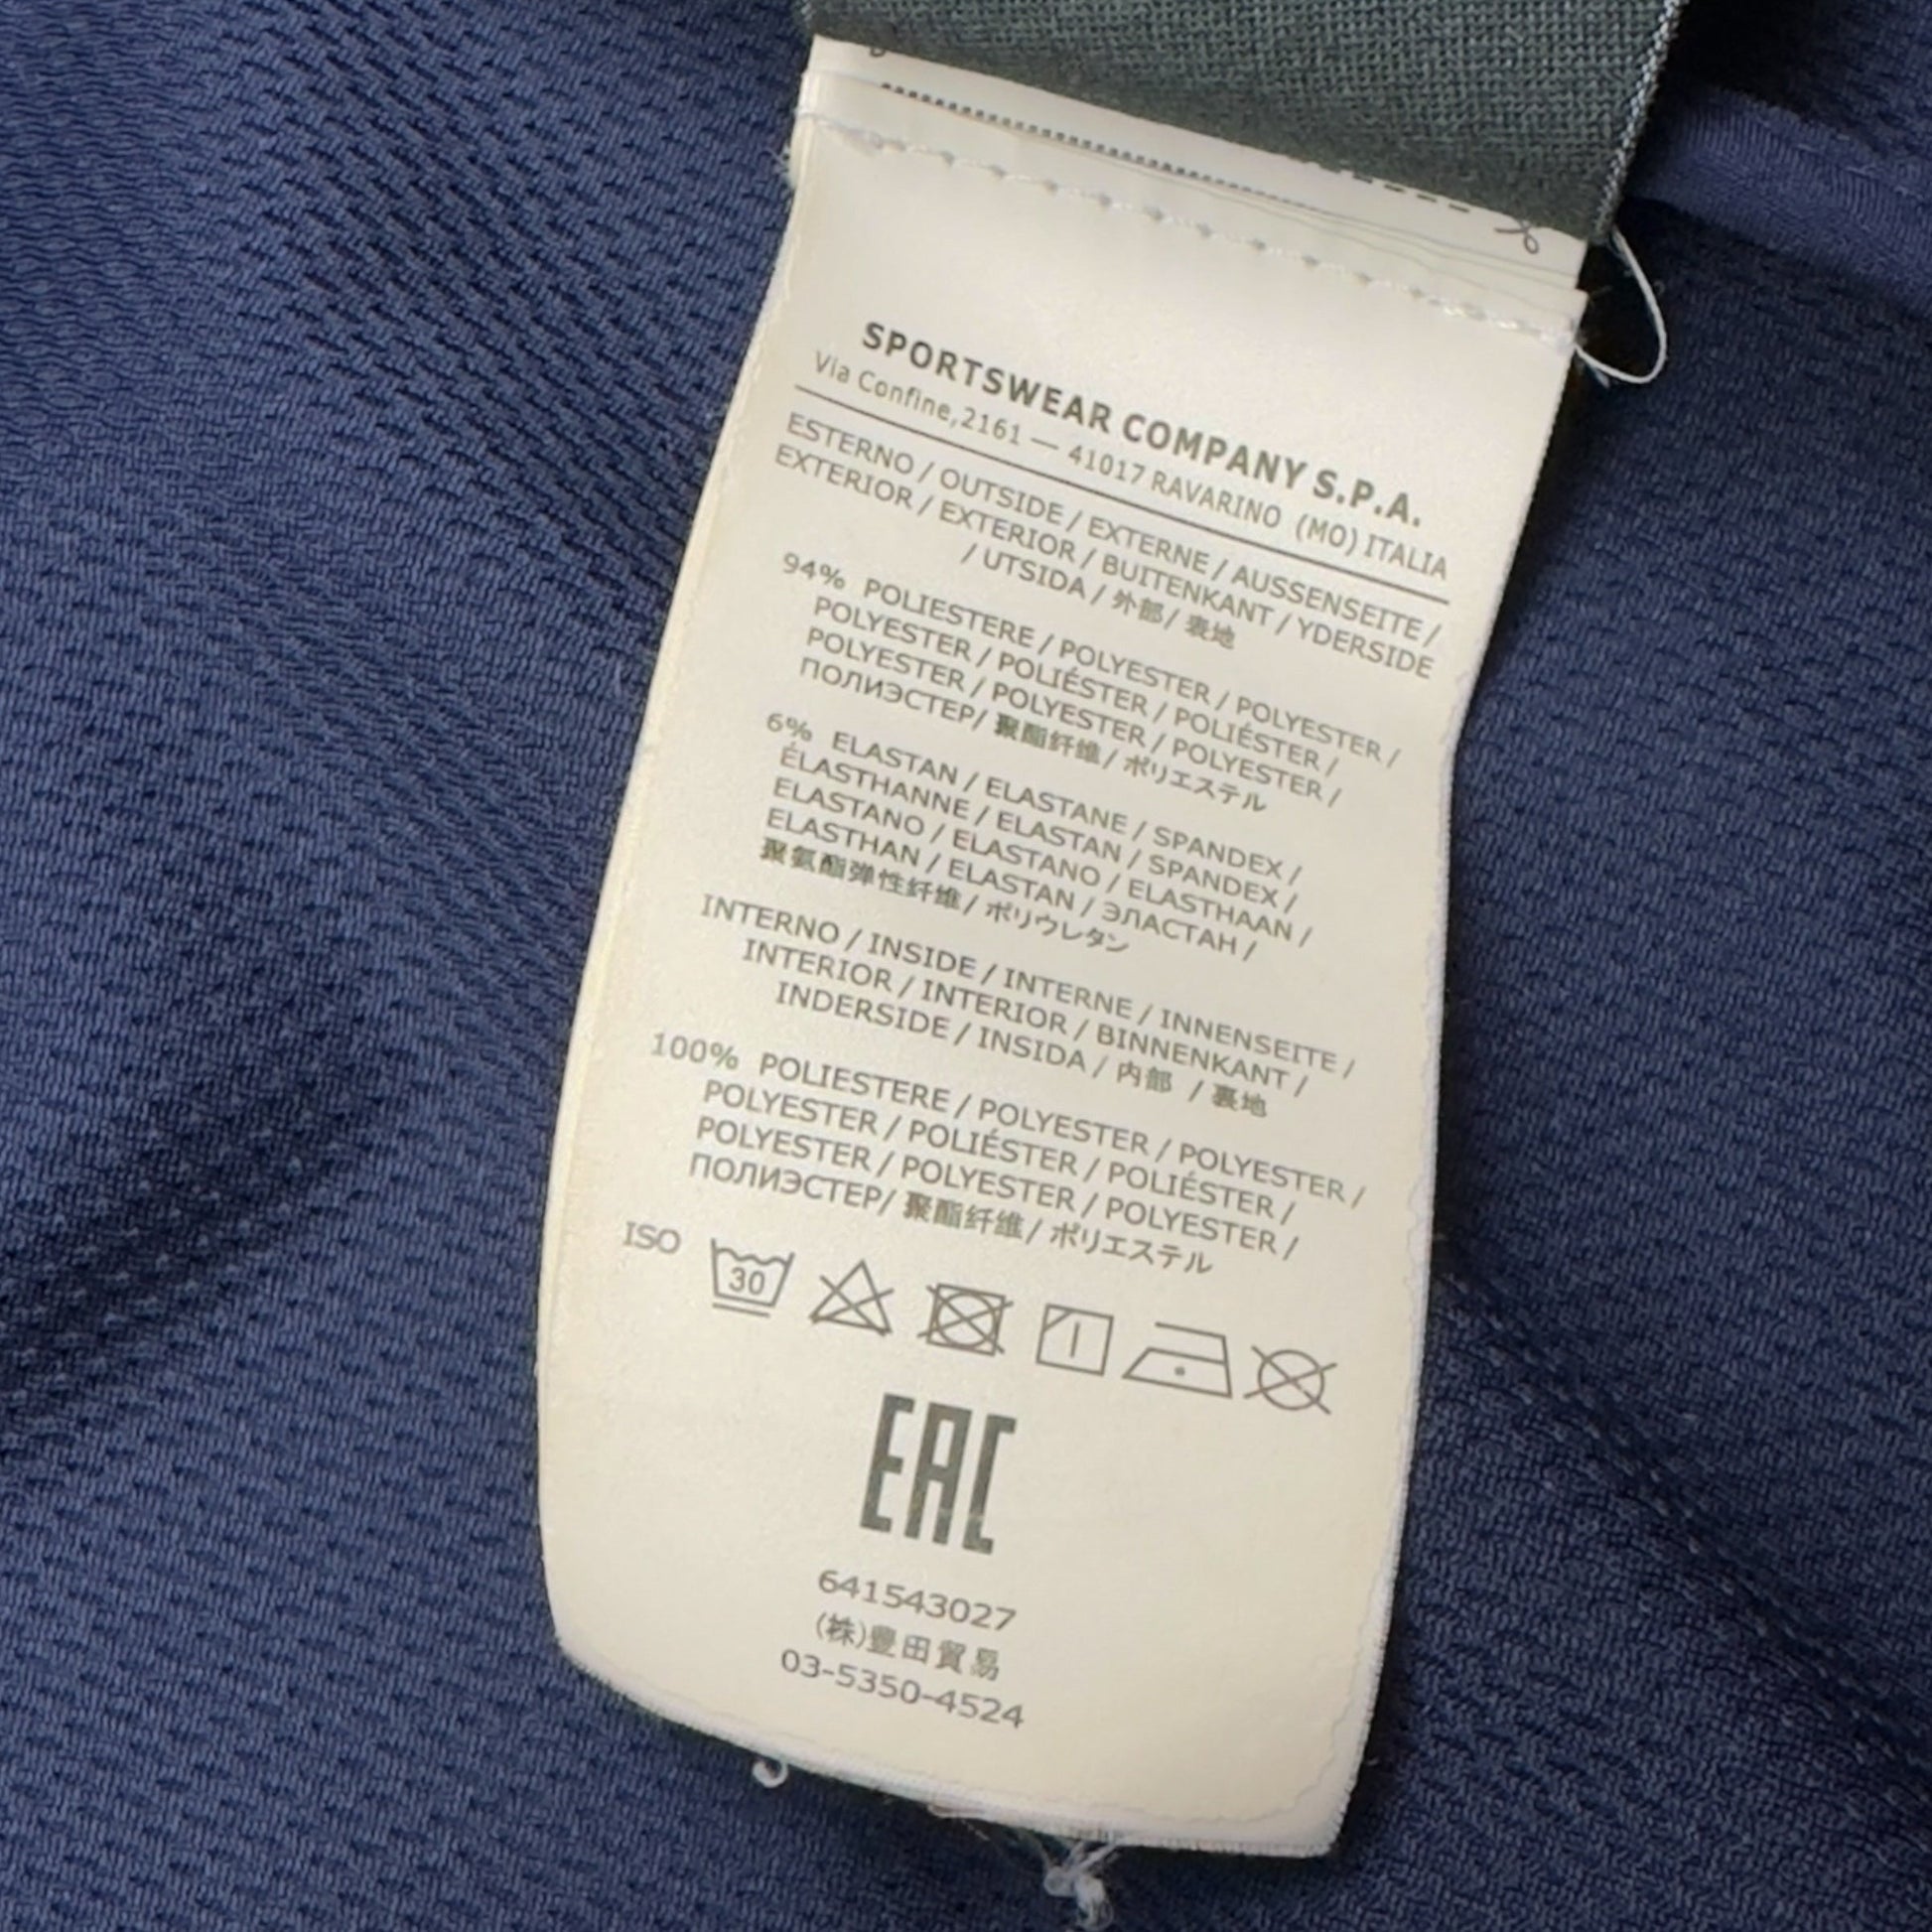 SPORTSWEAR COMPANY S.P.A.
Via Confine,2161 — 41017 RAVARINO (MO) ITALIA
ESTERNO / OUTSIDE / EXTERNE / AUSSENSEITE /
EXTERIOR / EXTERIOR / BUITENKANT / YDERSIDE
/ UTSIDA / 外部/ 表地
94% POLIESTERE / POLYESTER / POLYESTER /
POLYESTER / POLIÉSTER / POLIÉSTER /
POLYESTER / POLYESTER / POLYESTER /
ПОЛИЭСТЕР/ 聚酯纤维/ ポリエステル
6% ELASTAN / ELASTANE / SPANDEX /
ÉLASTHANNE / ELASTAN / SPANDEX /
ELASTANO / ELASTANO / ELASTHAAN /
ELASTHAN / ELASTAN / ЭЛАСТАН /
聚氨酯弹性纤维/ ポリウレタン
INTERNO / INSIDE / INTERNE / INNENSEITE /
INTERIOR / INTERIOR / BINNENKANT /
INDERSIDE / INSIDA / 内部 / 裏地
100% POLIESTERE / POLYESTER / POLYESTER /
POLYESTER / POLIÉSTER / POLIÉSTER /
POLYESTER / POLYESTER / POLYESTER /
ПОЛИЭСТЕР/ 聚酯纤维/ ポリエステル
ISO 30
EAC
641543027
(株)豊田貿易
03-5350-4524